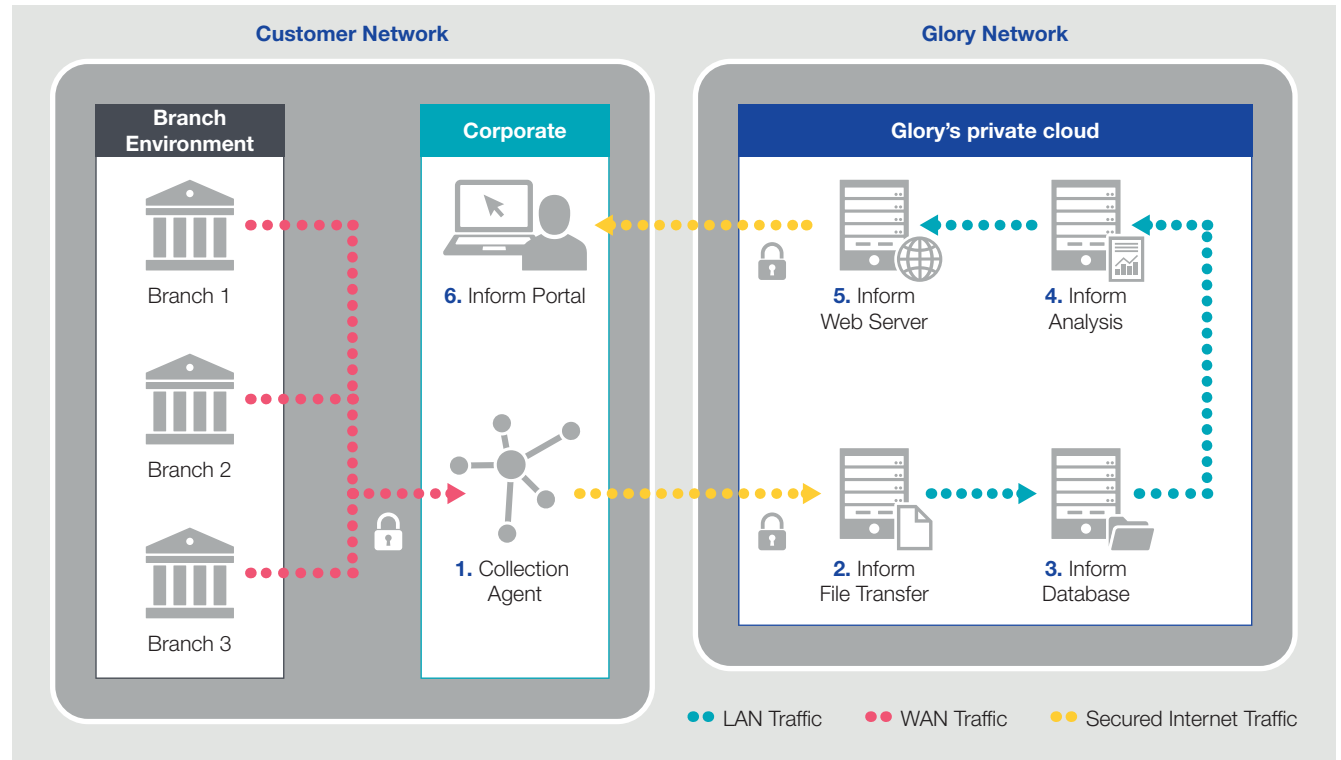 Customer Network
Glory Network
Branch
Environment
Corporate
Glory’s private cloud
Branch 1
Branch 2
Branch 3
6. Inform Portal
1. Collection
Agent
5. Inform
Web Server
4. Inform
Analysis
2. Inform
File Transfer
3. Inform
Database
LAN Traffic
WAN Traffic
Secured Internet Traffic